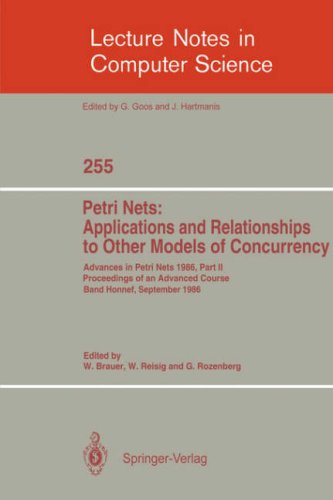 Lecture Notes in
Computer Science
Edited by G. Goos and J. Hartmanis
255
Petri Nets:
Applications and Relationships
to Other Models of Concurrency
Advances in Petri Nets 1986, Part II
Proceedings of an Advanced Course
Band Honnef, September 1986
Edited by
W. Brauer, W. Reisig and G. Rozenberg
Springer-Verlag